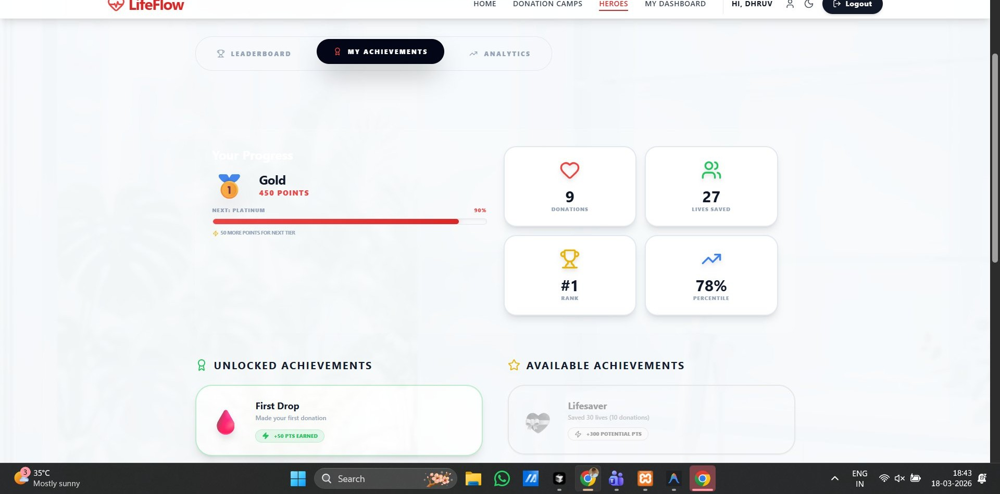 LifeFlow
HOME DONATION CAMPS HEROES MY DASHBOARD HI, DHRUV Logout
LEADERBOARD MY ACHIEVEMENTS ANALYTICS
Your Progress
Gold
450 POINTS
NEXT: PLATINUM 90%
50 MORE POINTS FOR NEXT TIER
9
DONATIONS
27
LIVES SAVED
#1
RANK
78%
PERCENTILE
UNLOCKED ACHIEVEMENTS
First Drop
Made your first donation
+50 PTS EARNED
AVAILABLE ACHIEVEMENTS
Lifesaver
Saved 30 lives (10 donations)
+300 POTENTIAL PTS
3
35°C
Mostly sunny
Search
ENG
IN
18:43
18-03-2026